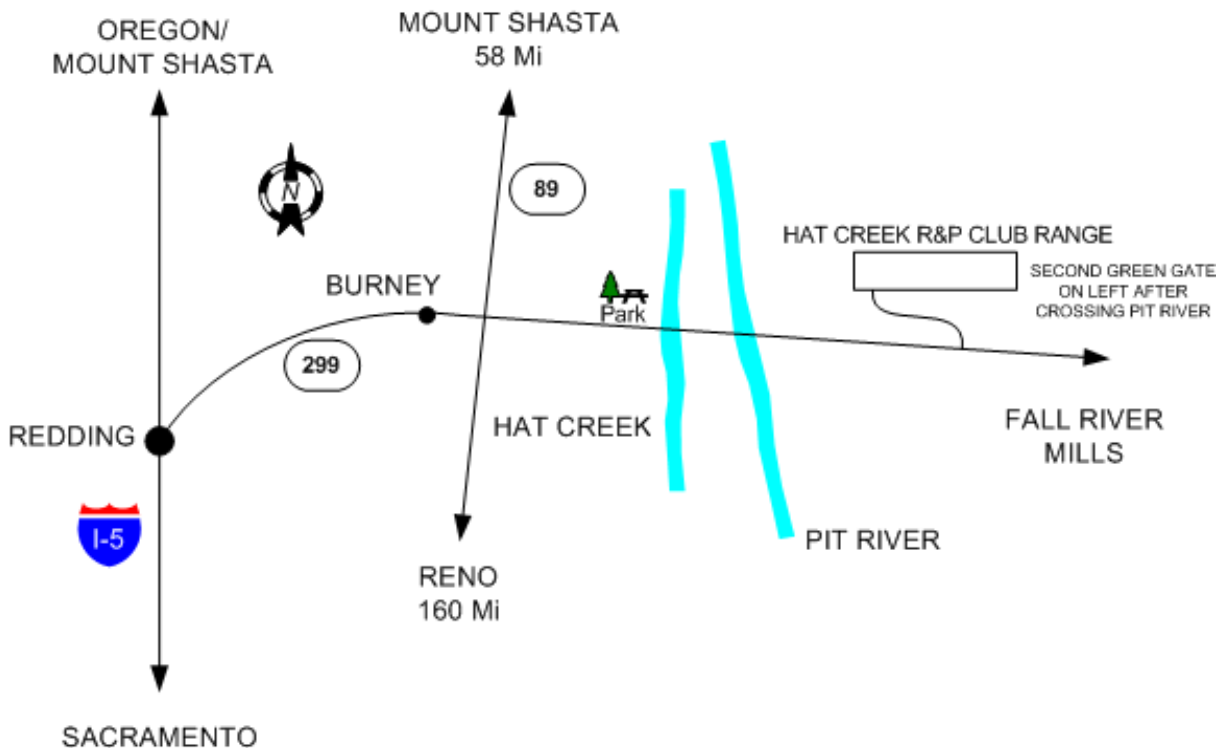 OREGON/
MOUNT SHASTA
MOUNT SHASTA
58 Mi
N
89
HAT CREEK R&P CLUB RANGE
SECOND GREEN GATE
ON LEFT AFTER
CROSSING PIT RIVER
BURNEY
Park
299
REDDING
HAT CREEK
FALL RIVER
MILLS
I-5
PIT RIVER
RENO
160 Mi
SACRAMENTO